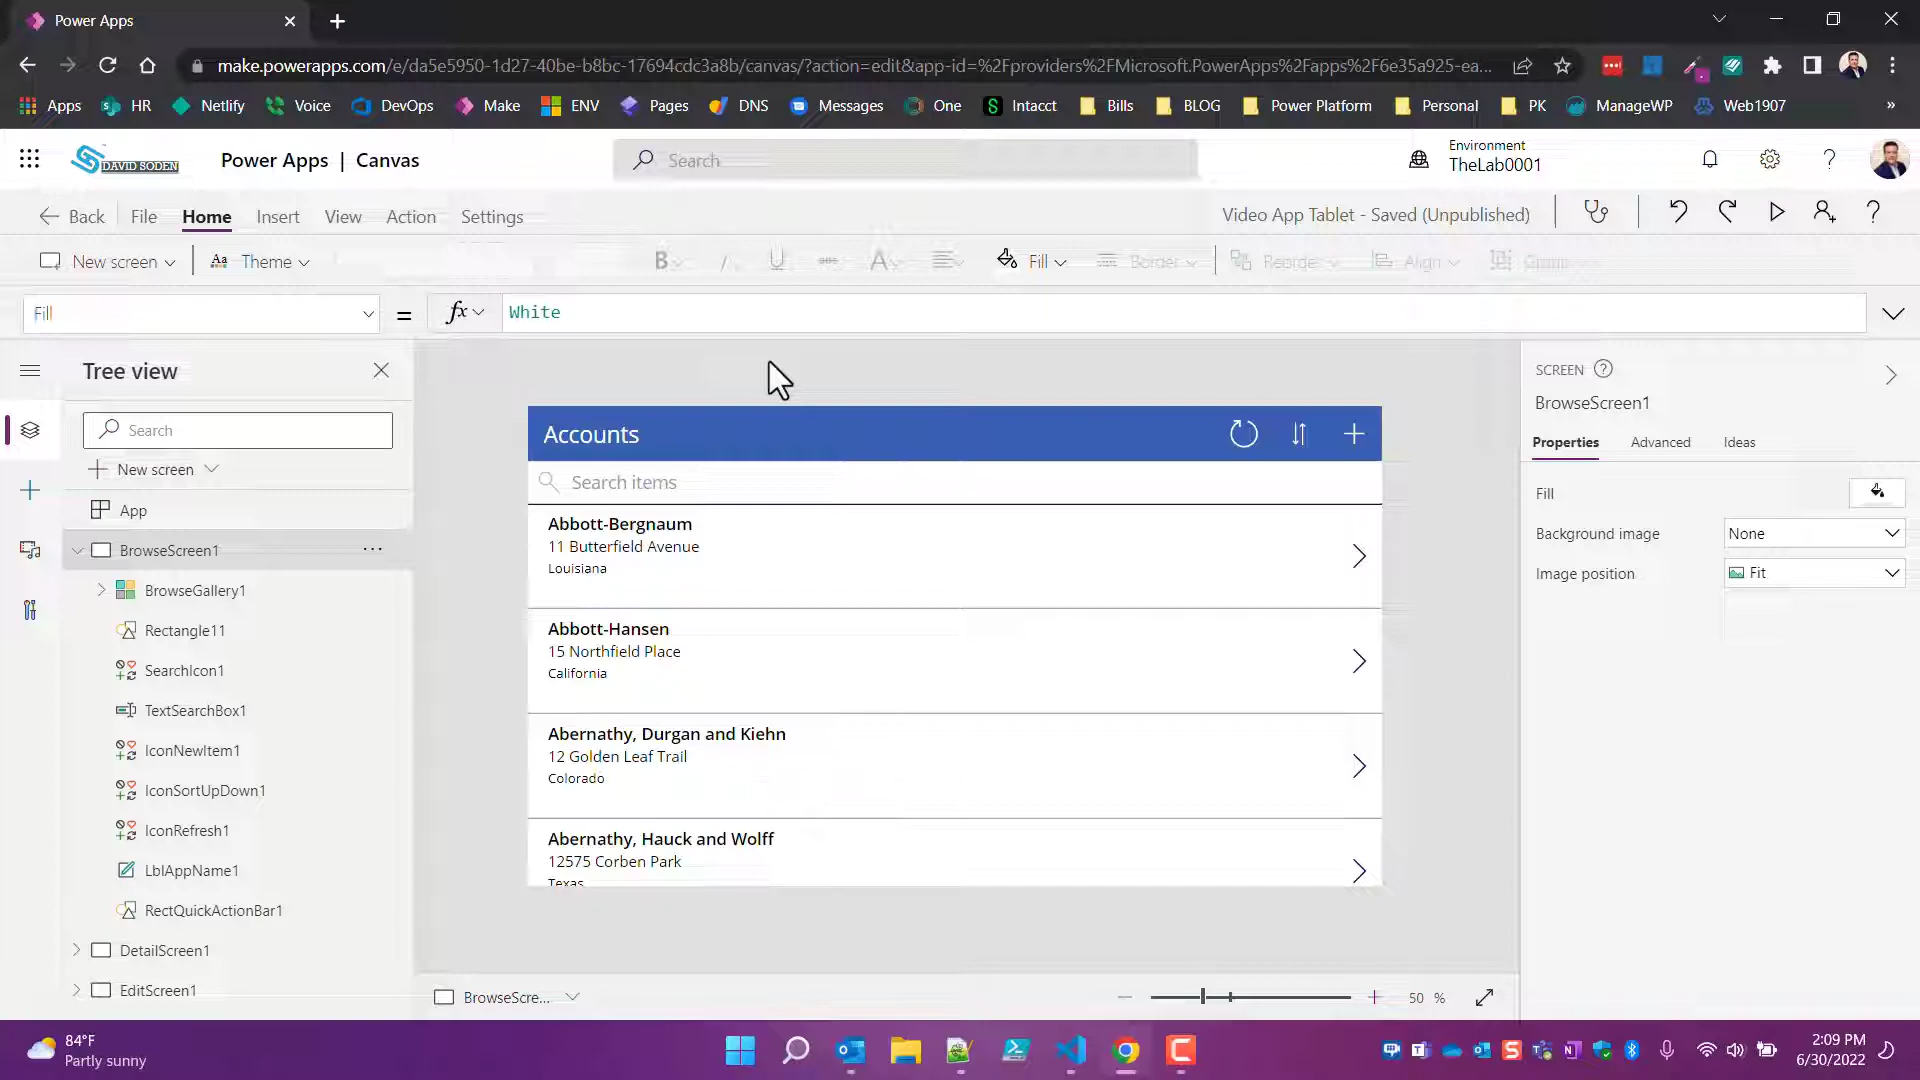 Power Apps
make.powerapps.com/e/da5e5950-1d27-40be-b8bc-17694cdc3a8b/canvas/?action=edit&app-id=%2Fproviders%2FMicrosoft.PowerApps%2Fapps%2F6e35a925-ea...
Apps HR Netlify Voice DevOps Make ENV Pages DNS Messages One Intacct Bills BLOG Power Platform Personal PK ManageWP Web1907 »
DAVID SODEN Power Apps | Canvas Search Environment
TheLab0001
Back File Home Insert View Action Settings Video App Tablet - Saved (Unpublished)
New screen Theme Fill Border Reorder Align Group
Fill = fx White
Tree view
Search
New screen
App
BrowseScreen1
BrowseGallery1
Rectangle11
SearchIcon1
TextSearchBox1
IconNewItem1
IconSortUpDown1
IconRefresh1
LblAppName1
RectQuickActionBar1
DetailScreen1
EditScreen1
Accounts
Search items
Abbott-Bergnaum
11 Butterfield Avenue
Louisiana
Abbott-Hansen
15 Northfield Place
California
Abernathy, Durgan and Kiehn
12 Golden Leaf Trail
Colorado
Abernathy, Hauck and Wolff
12575 Corben Park
Texas
BrowseScre... 50 %
SCREEN
BrowseScreen1
Properties Advanced Ideas
Fill
Background image None
Image position Fit
84°F
Partly sunny
2:09 PM
6/30/2022